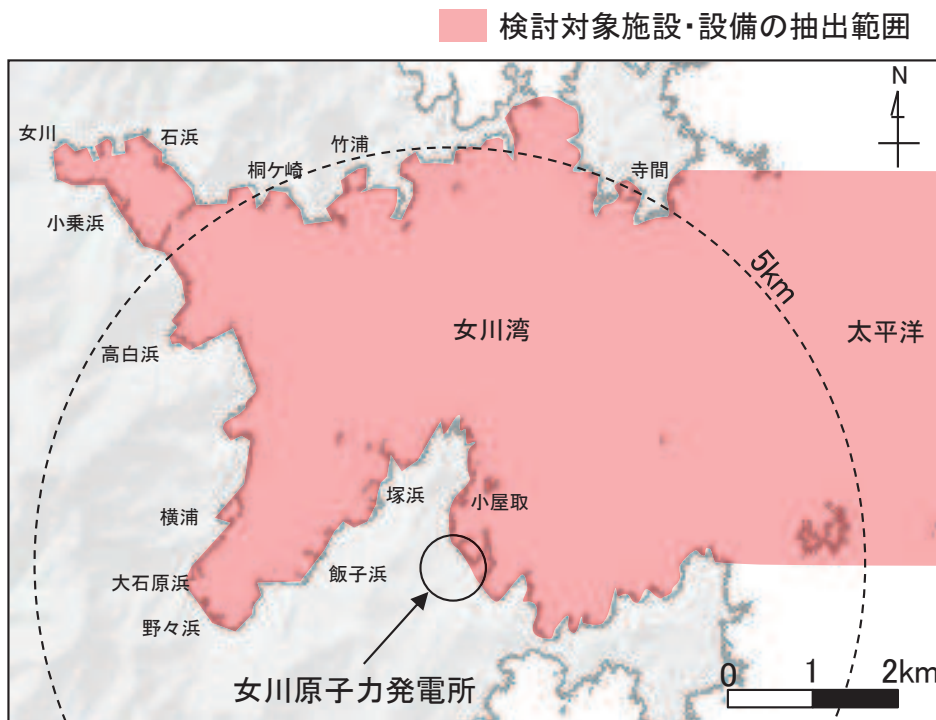 検討対象施設・設備の抽出範囲
N
女川
石浜
竹浦
桐ケ崎
寺間
小乗浜
5km
女川湾
太平洋
高白浜
塚浜
小屋取
横浦
大石原浜
飯子浜
野々浜
女川原子力発電所
0 1 2km